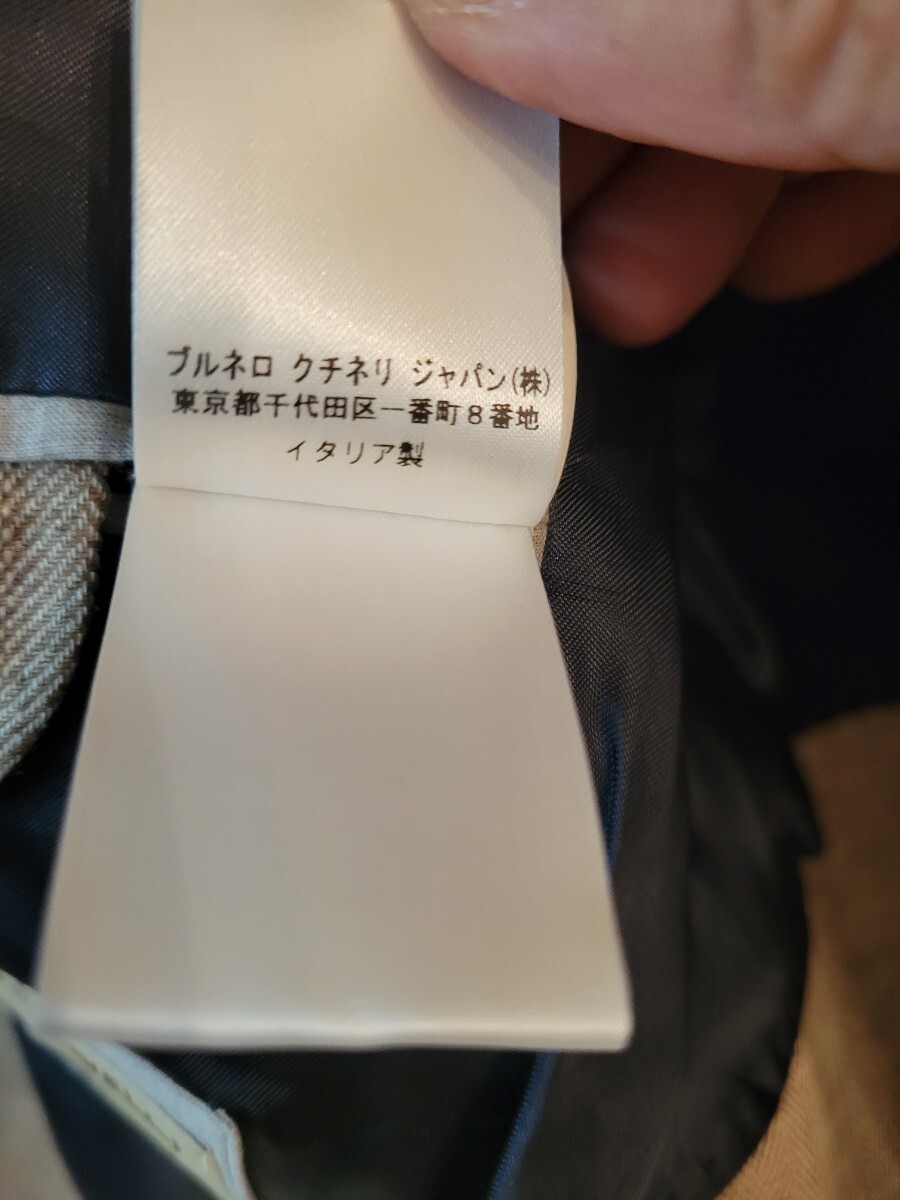 ブルネロ クチネリ ジャパン(株)
東京都千代田区一番町8番地
イタリア製